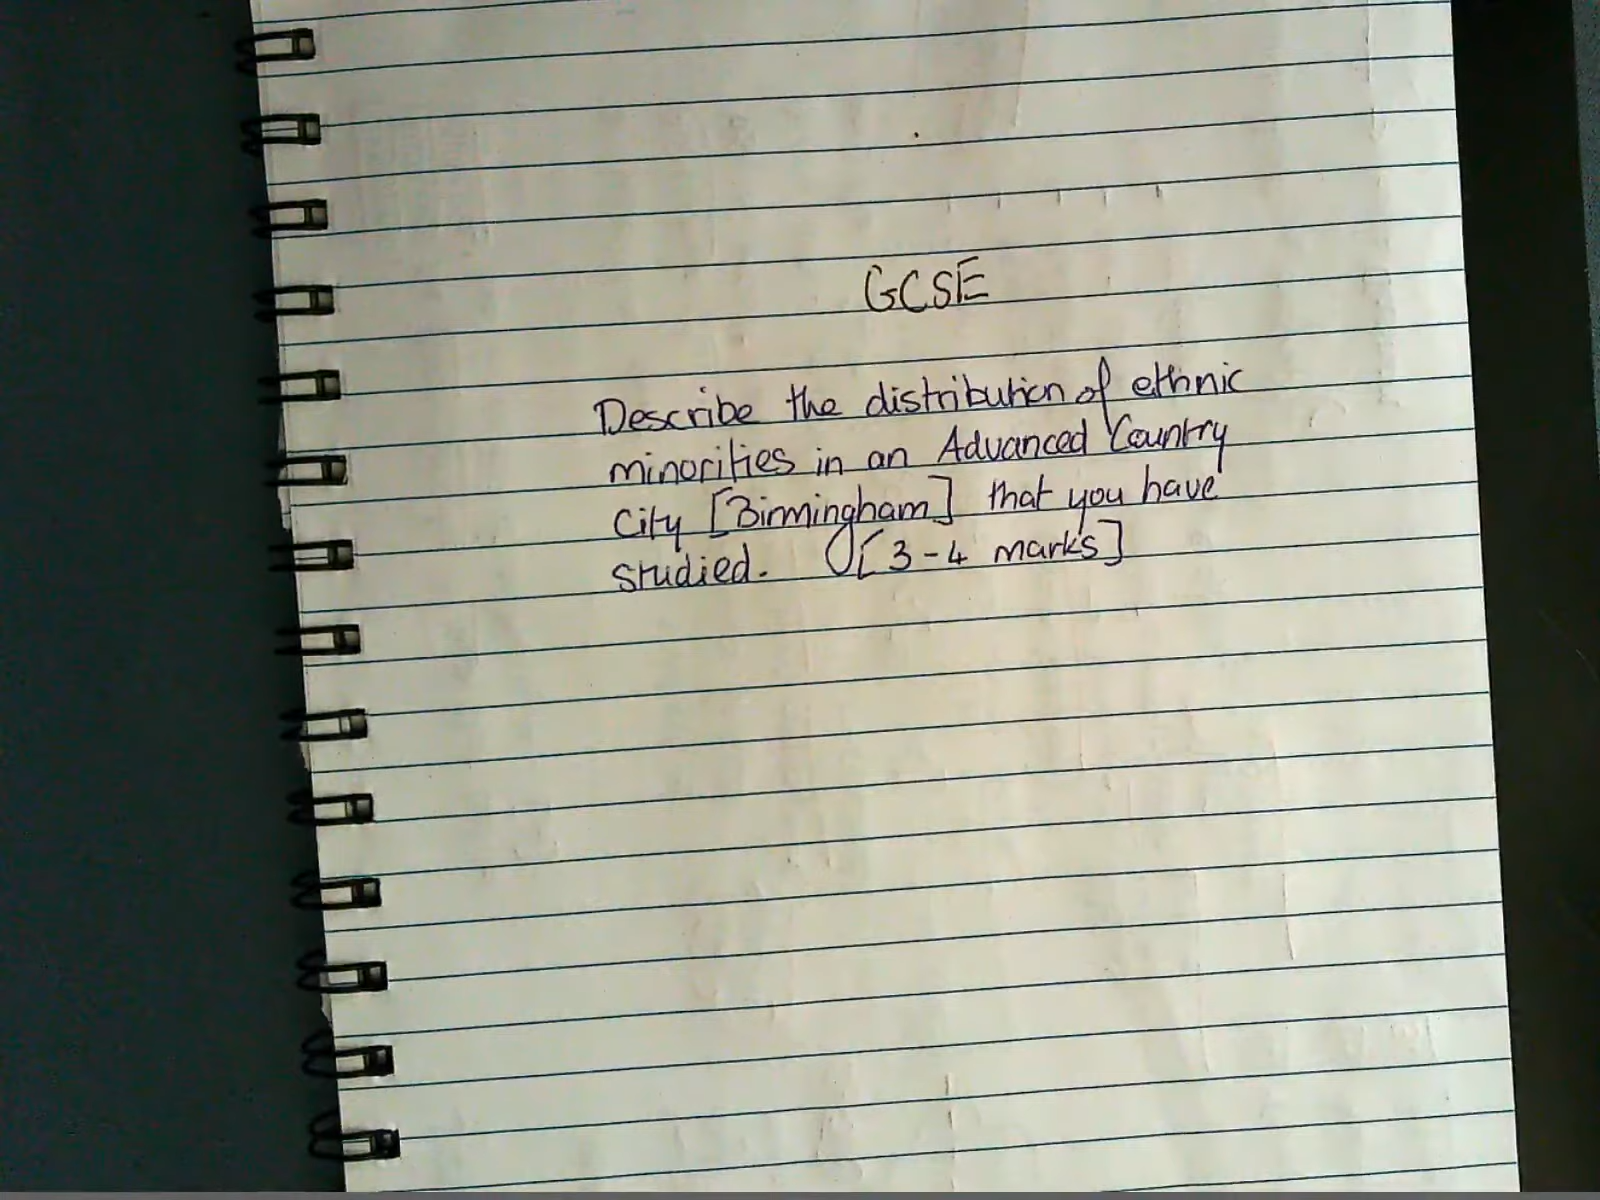 GCSE
Describe the distribution of ethnic
minorities in an Advanced Country
City [Birmingham] that you have
studied. [3-4 marks]